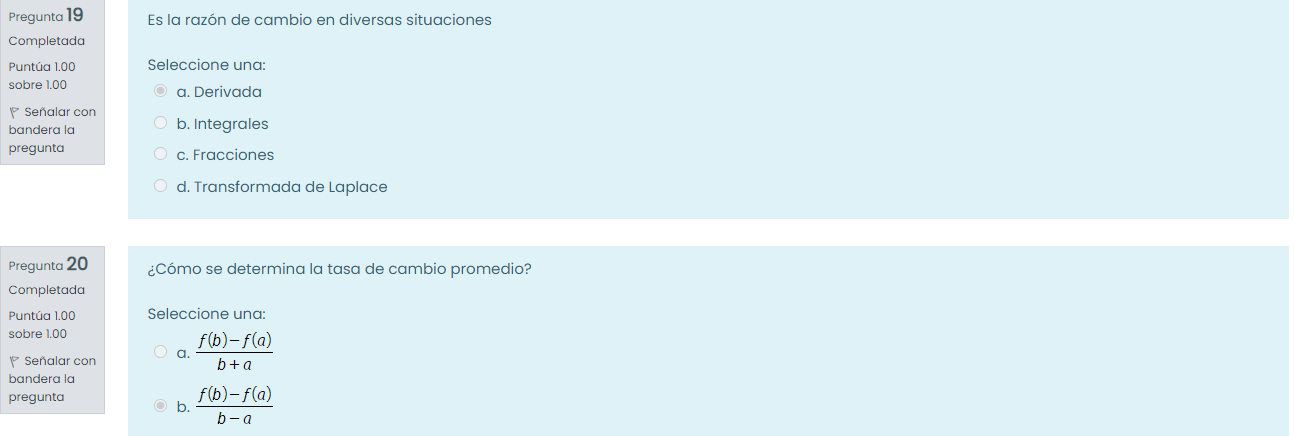 Pregunta 19
Completada
Puntúa 1.00
sobre 1.00
Señalar con
bandera la
pregunta
Es la razón de cambio en diversas situaciones
Seleccione una:
a. Derivada
b. Integrales
c. Fracciones
d. Transformada de Laplace
Pregunta 20
Completada
Puntúa 1.00
sobre 1.00
Señalar con
bandera la
pregunta
¿Cómo se determina la tasa de cambio promedio?
Seleccione una:
a.
f(b)−f(a)
b+a
b.
f(b)−f(a)
b−a